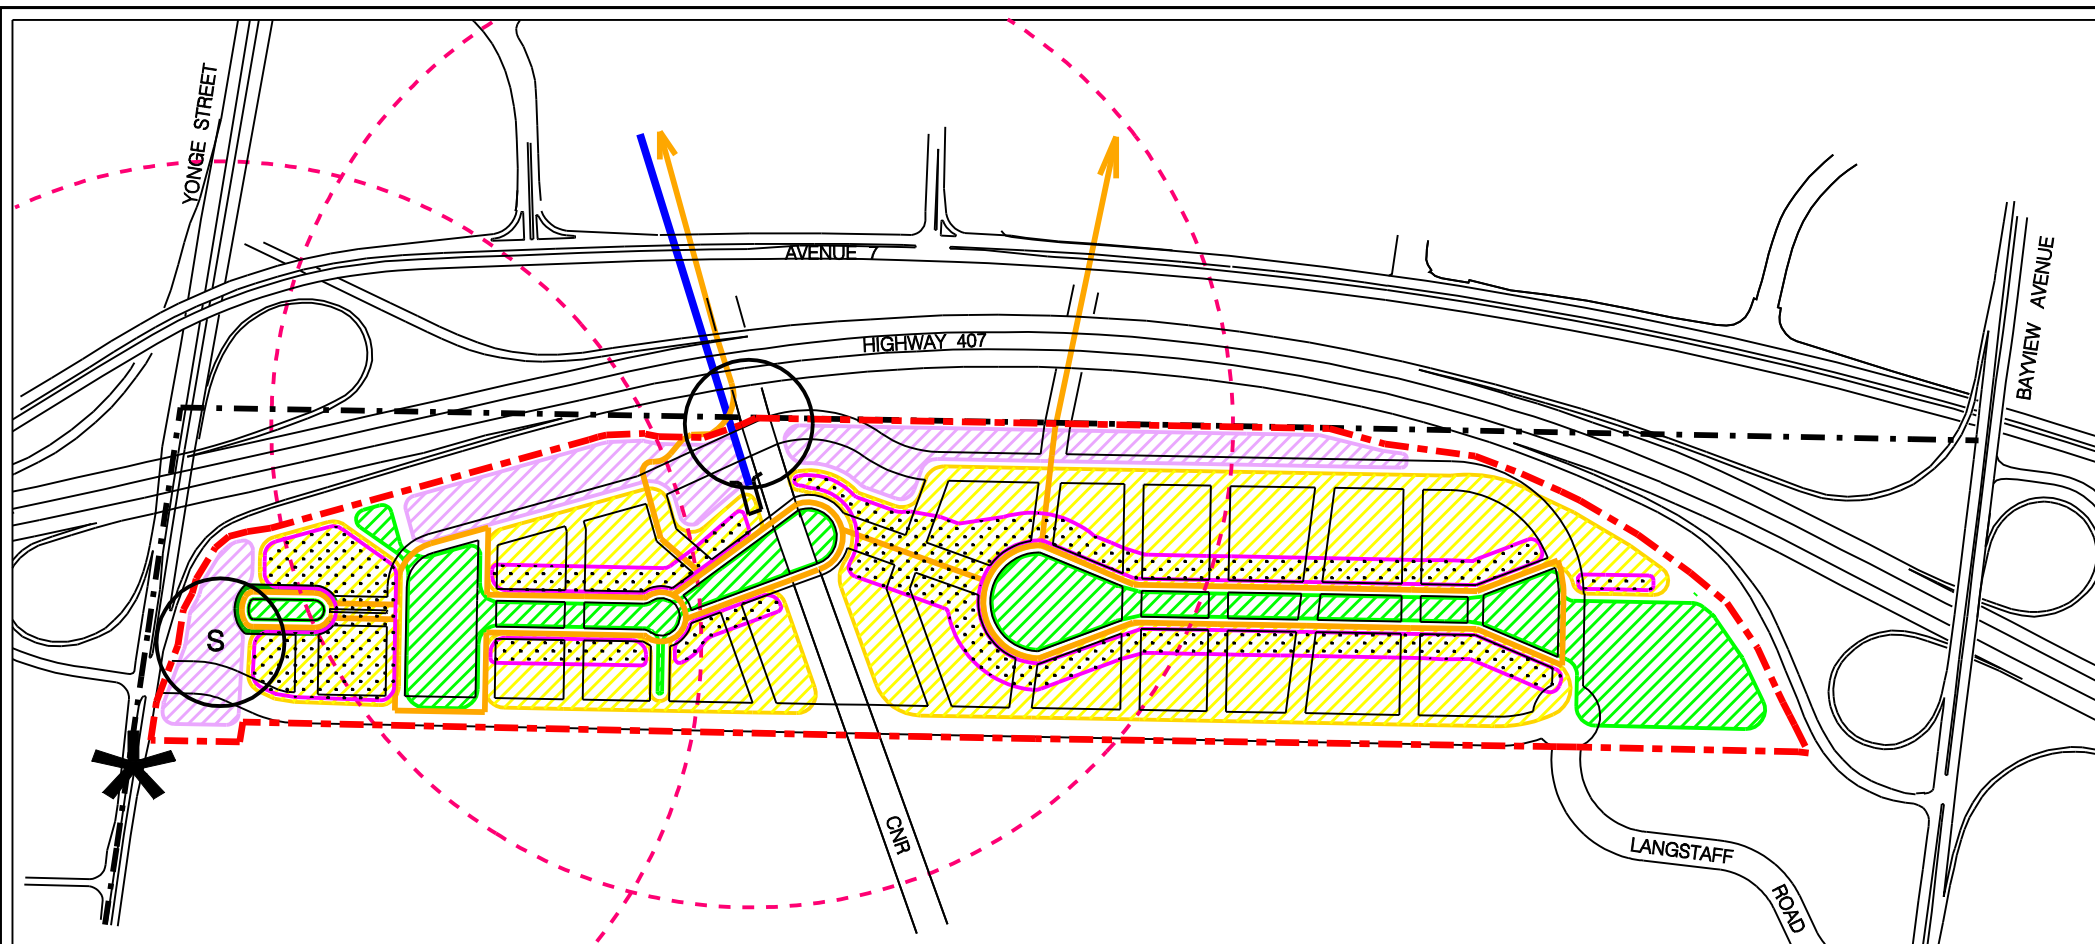 YONGE STREET
AVENUE 7
HIGHWAY 407
BAYVIEW AVENUE
S
CNR
LANGSTAFF
ROAD